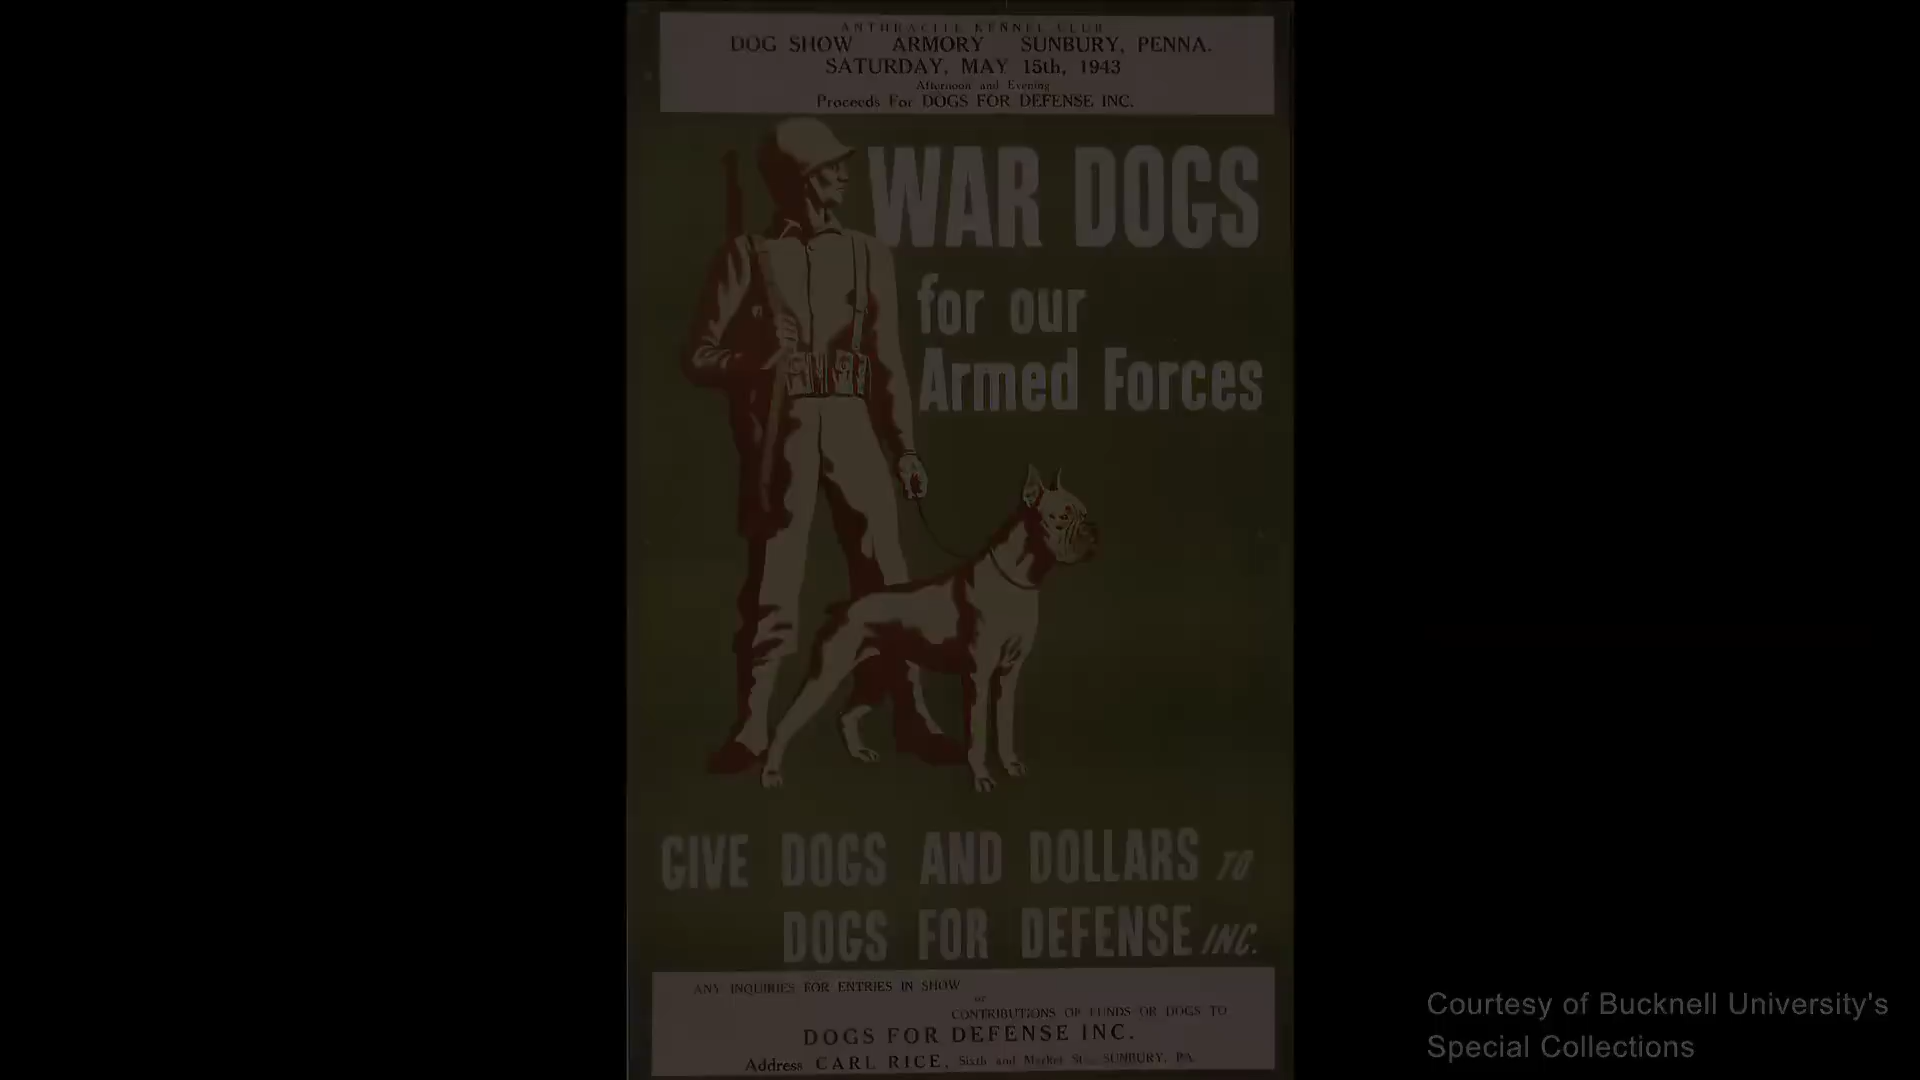 ANTHRACITE KENNEL CLUB
DOG SHOW ARMORY SUNBURY, PENNA.
SATURDAY, MAY 15th, 1943
Afternoon and Evening
Proceeds For DOGS FOR DEFENSE INC.
WAR DOGS
for our
Armed Forces
GIVE DOGS AND DOLLARS TO
DOGS FOR DEFENSE INC.
ANY INQUIRIES FOR ENTRIES IN SHOW
or
CONTRIBUTIONS OF FUNDS OR DOGS TO
DOGS FOR DEFENSE INC.
Address CARL RICE, Sixth and Market St., SUNBURY, PA.
Courtesy of Bucknell University's
Special Collections